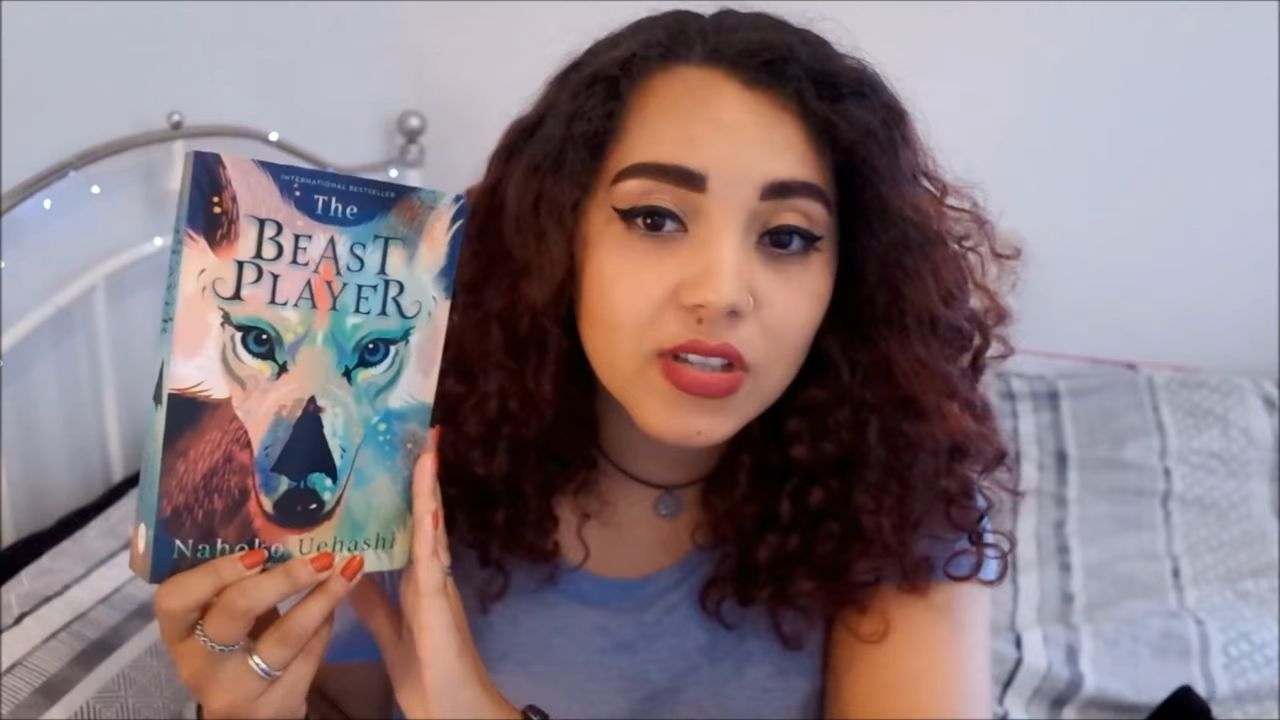 INTERNATIONAL BESTSELLER
The
BEAST
PLAYER
Nahoko Uehashi